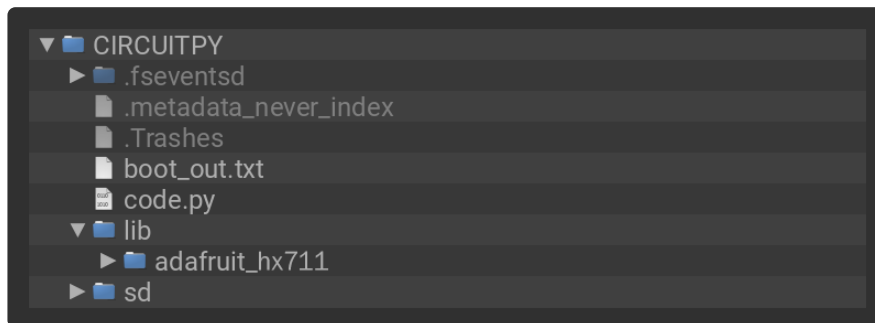 CIRCUITPY
.fseventsd
.metadata_never_index
.Trashes
boot_out.txt
code.py
lib
adafruit_hx711
sd